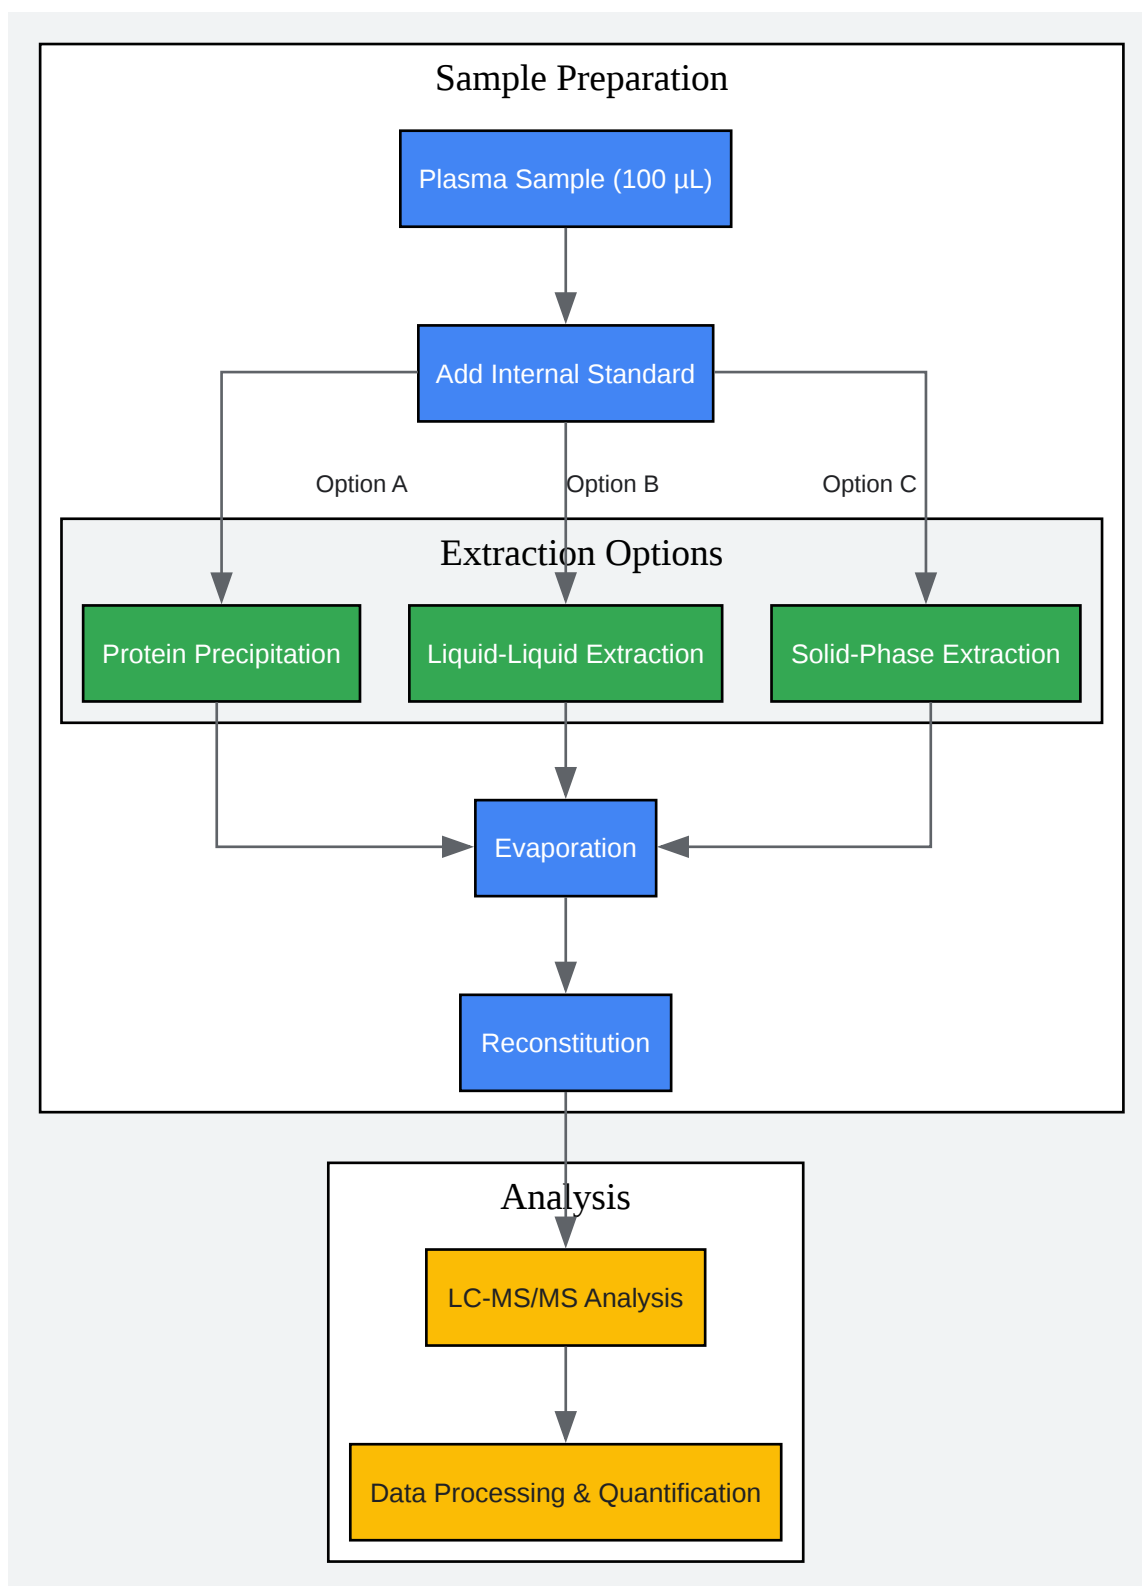 Sample Preparation
Plasma Sample (100 µL)
Add Internal Standard
Option A
Option B
Option C
Extraction Options
Protein Precipitation
Liquid-Liquid Extraction
Solid-Phase Extraction
Evaporation
Reconstitution
Analysis
LC-MS/MS Analysis
Data Processing & Quantification